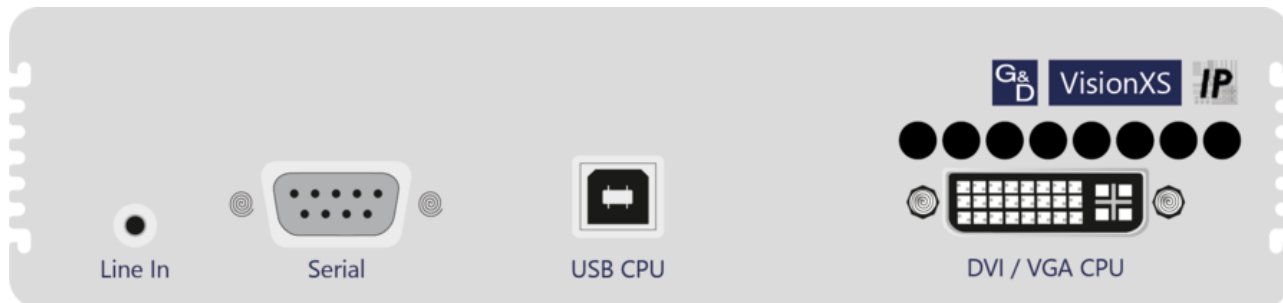 G&D VisionXS IP
Line In
Serial
USB CPU
DVI / VGA CPU